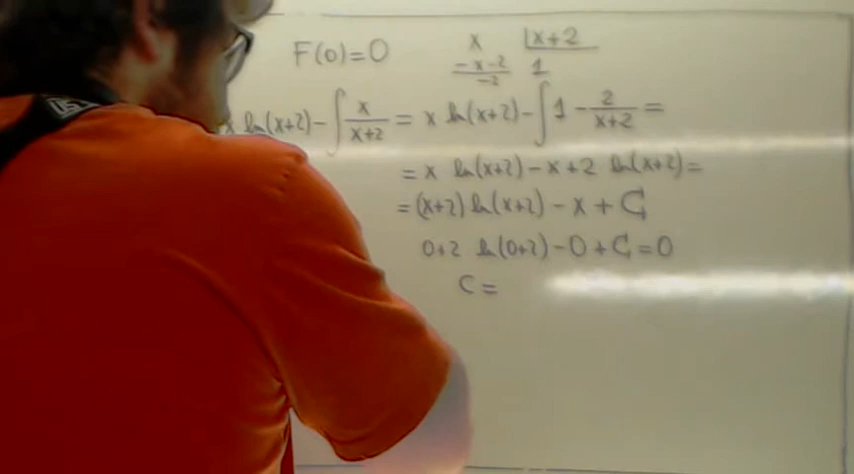 F(0)=0
x |x+2
-x-2 1
-2
x ln(x+2) - ∫ x/(x+2) = x ln(x+2) - ∫ 1 - 2/(x+2) =
= x ln(x+2) - x + 2 ln(x+2) =
= (x+2) ln(x+2) - x + C
0+2 ln(0+2) - 0 + C = 0
C =